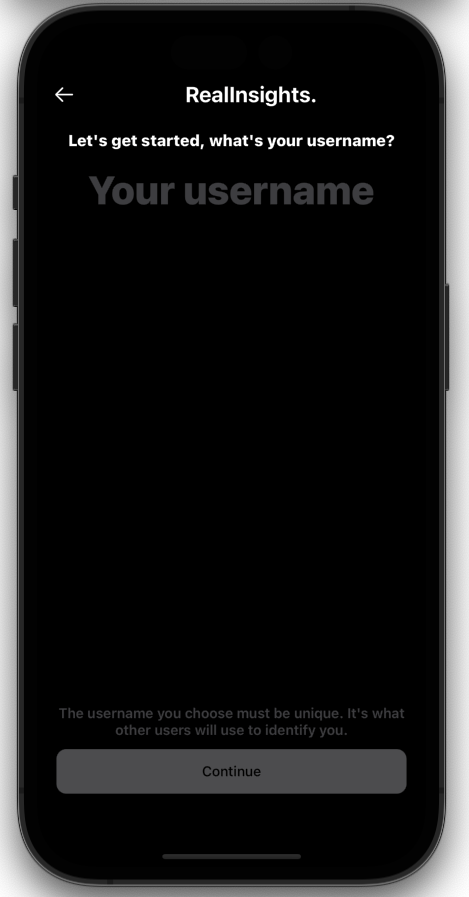 RealInsights.
Let's get started, what's your username?
Your username
The username you choose must be unique. It's what
other users will use to identify you.
Continue